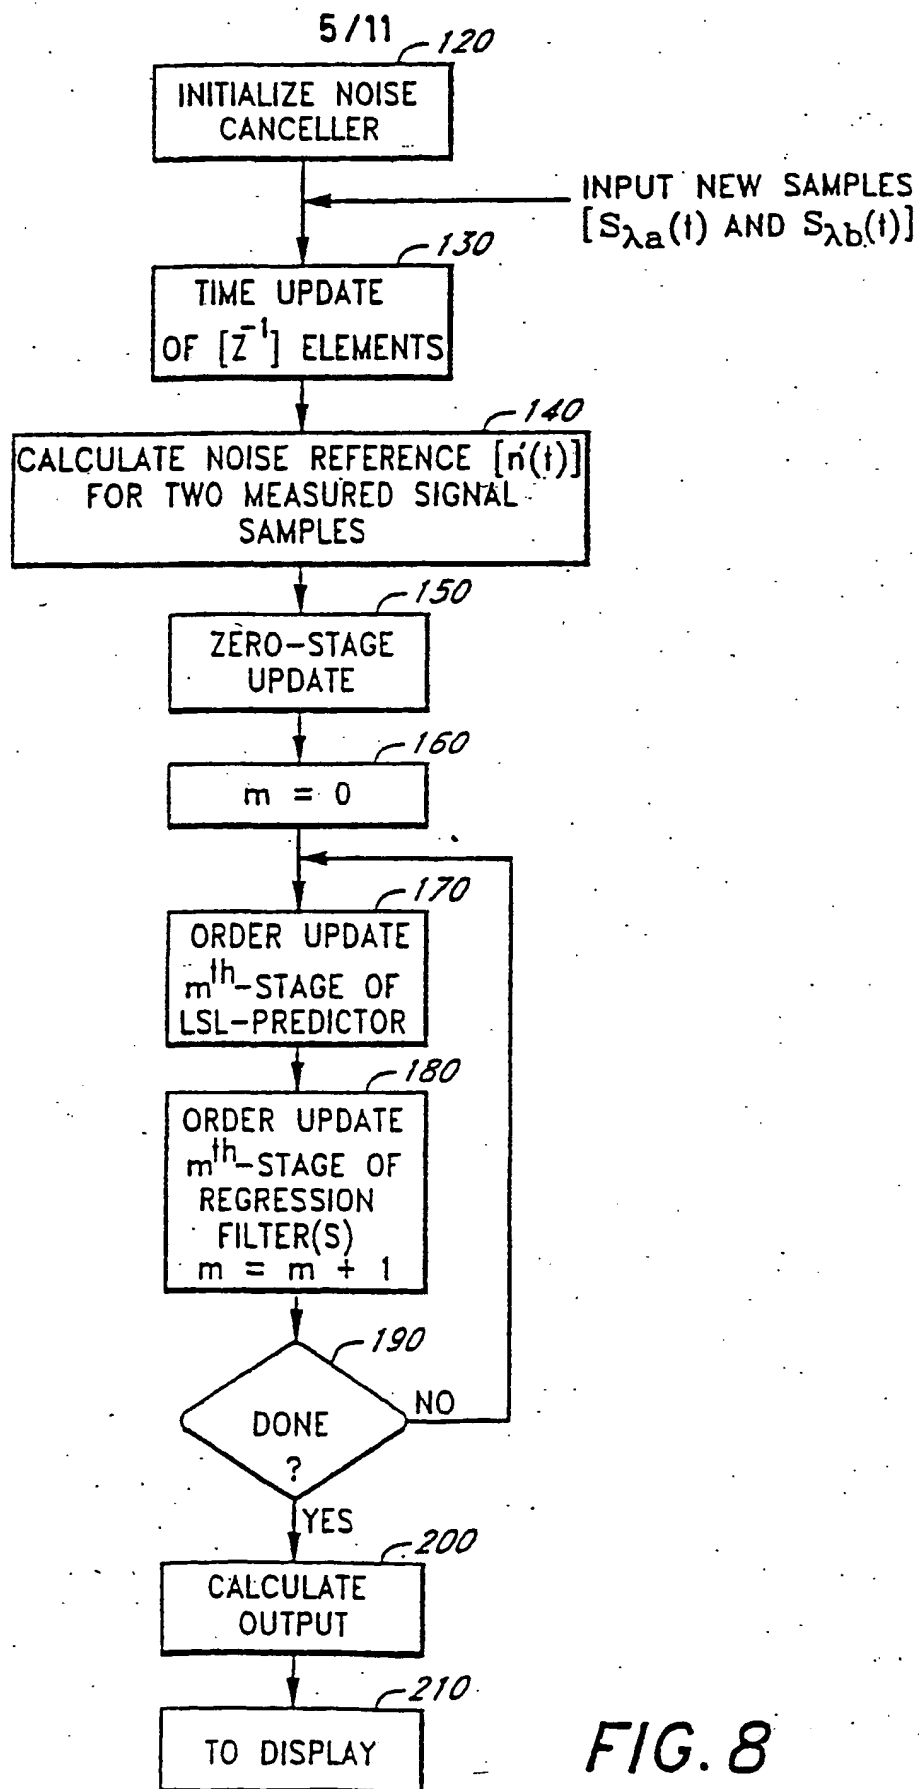 5/11
120
INITIALIZE NOISE
CANCELLER
INPUT NEW SAMPLES
[Sλa(t) AND Sλb(t)]
130
TIME UPDATE
OF [Z⁻¹] ELEMENTS
140
CALCULATE NOISE REFERENCE [n'(t)]
FOR TWO MEASURED SIGNAL
SAMPLES
150
ZERO-STAGE
UPDATE
160
m = 0
170
ORDER UPDATE
mth-STAGE OF
LSL-PREDICTOR
180
ORDER UPDATE
mth-STAGE OF
REGRESSION
FILTER(S)
m = m + 1
190
DONE
?
NO
YES
200
CALCULATE
OUTPUT
210
TO DISPLAY
FIG. 8